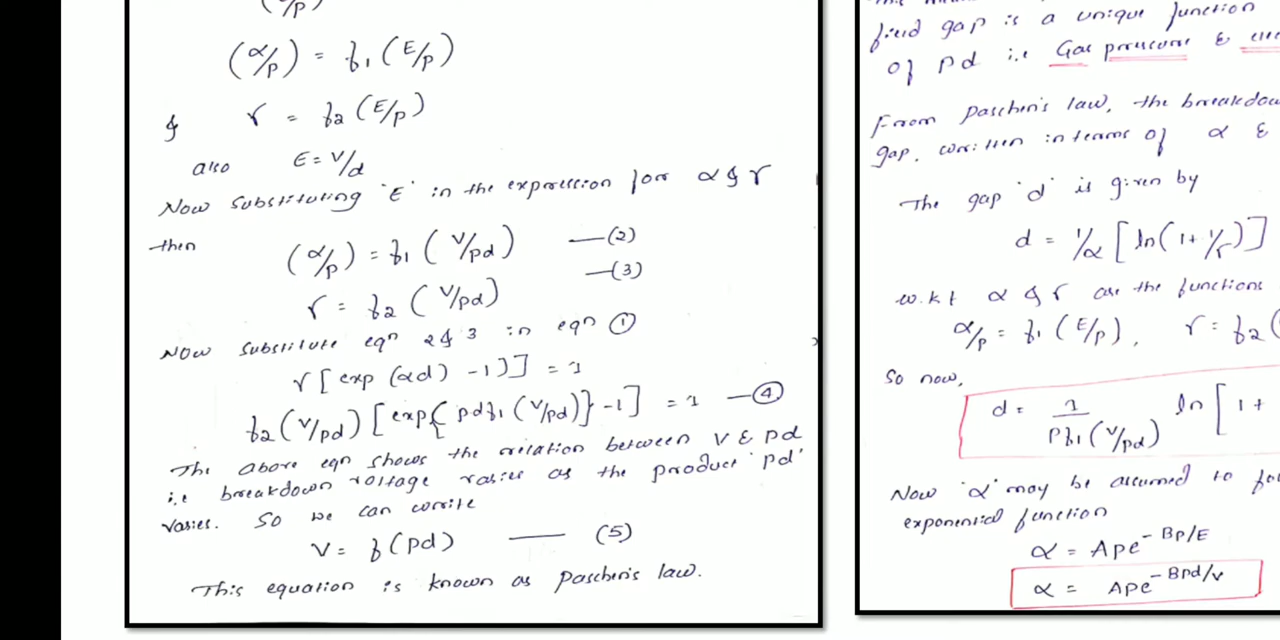 (α/p) = f1 (E/p)
& γ = f2 (E/p)
also E = V/d
Now substituting 'E' in the expression for α & γ
then
(α/p) = f1 (V/pd) —(2)
γ = f2 (V/pd) —(3)
Now substitute eqn 2 & 3 in eqn ①
γ [exp (αd) -1)] = 1
f2 (V/pd) [exp{ pd f1 (V/pd)} -1] = 1 —④
The above eqn shows the relation between V & pd
i.e breakdown voltage varies as the product 'pd'
varies. So we can write
V = f (pd) —— (5)
This equation is known as Paschen's law.
gap is a unique function
of pd i.e Gas pressure &
From Paschen's law, the breakdow
gap, written in terms of α &
The gap 'd' is given by
d = 1/α [ln(1+ 1/γ)]
w.k.t α & γ are the functions
α/p = f1 (E/p), γ = f2 (
So now,
d = 1/pf1(V/pd) ln [1 +
Now 'α' may be assumed to fo
exponential function
α = Ape^-Bp/E
α = Ape^-Bpd/v